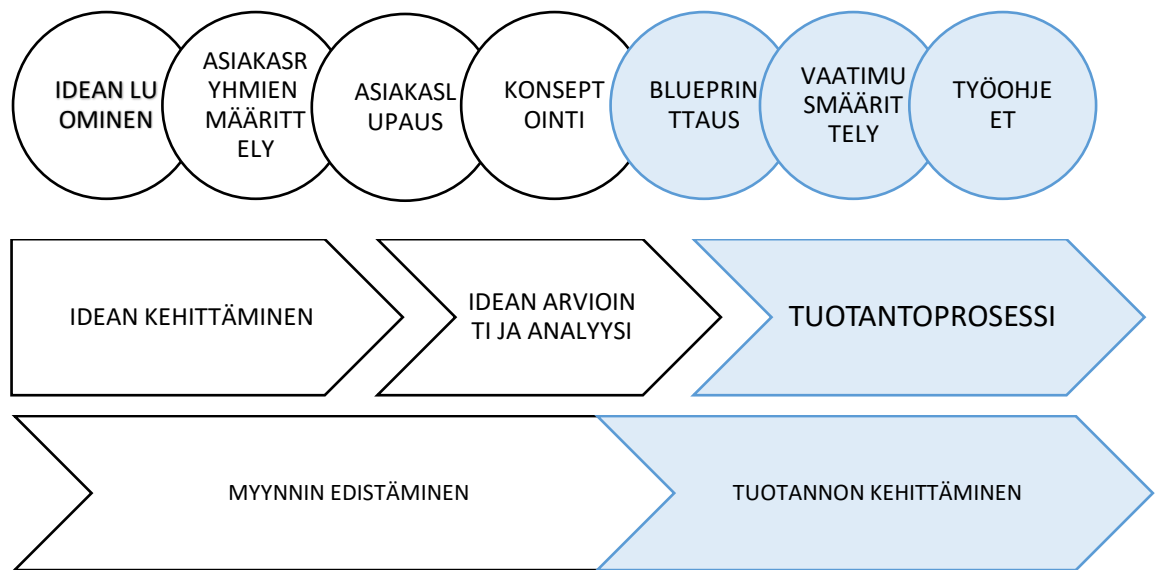 IDEAN LU
OMINEN
ASIAKASR
YHMIEN
MÄÄRITT
ELY
ASIAKASL
UPAUS
KONSEPT
OINTI
BLUEPRIN
TTAUS
VAATIMU
SMÄÄRIT
TELY
TYÖOHJE
ET
IDEAN KEHITTÄMINEN
IDEAN ARVIOIN
TI JA ANALYYSI
TUOTANTOPROSESSI
MYYNNIN EDISTÄMINEN
TUOTANNON KEHITTÄMINEN